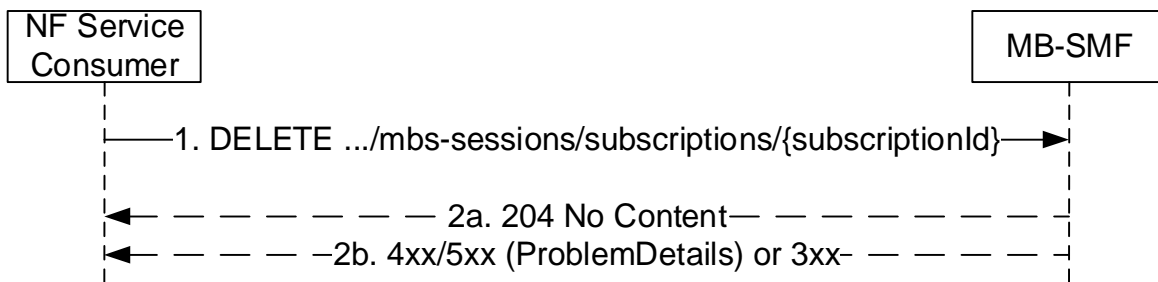 NF Service
Consumer
MB-SMF
1. DELETE .../mbs-sessions/subscriptions/{subscriptionId}
2a. 204 No Content
2b. 4xx/5xx (ProblemDetails) or 3xx